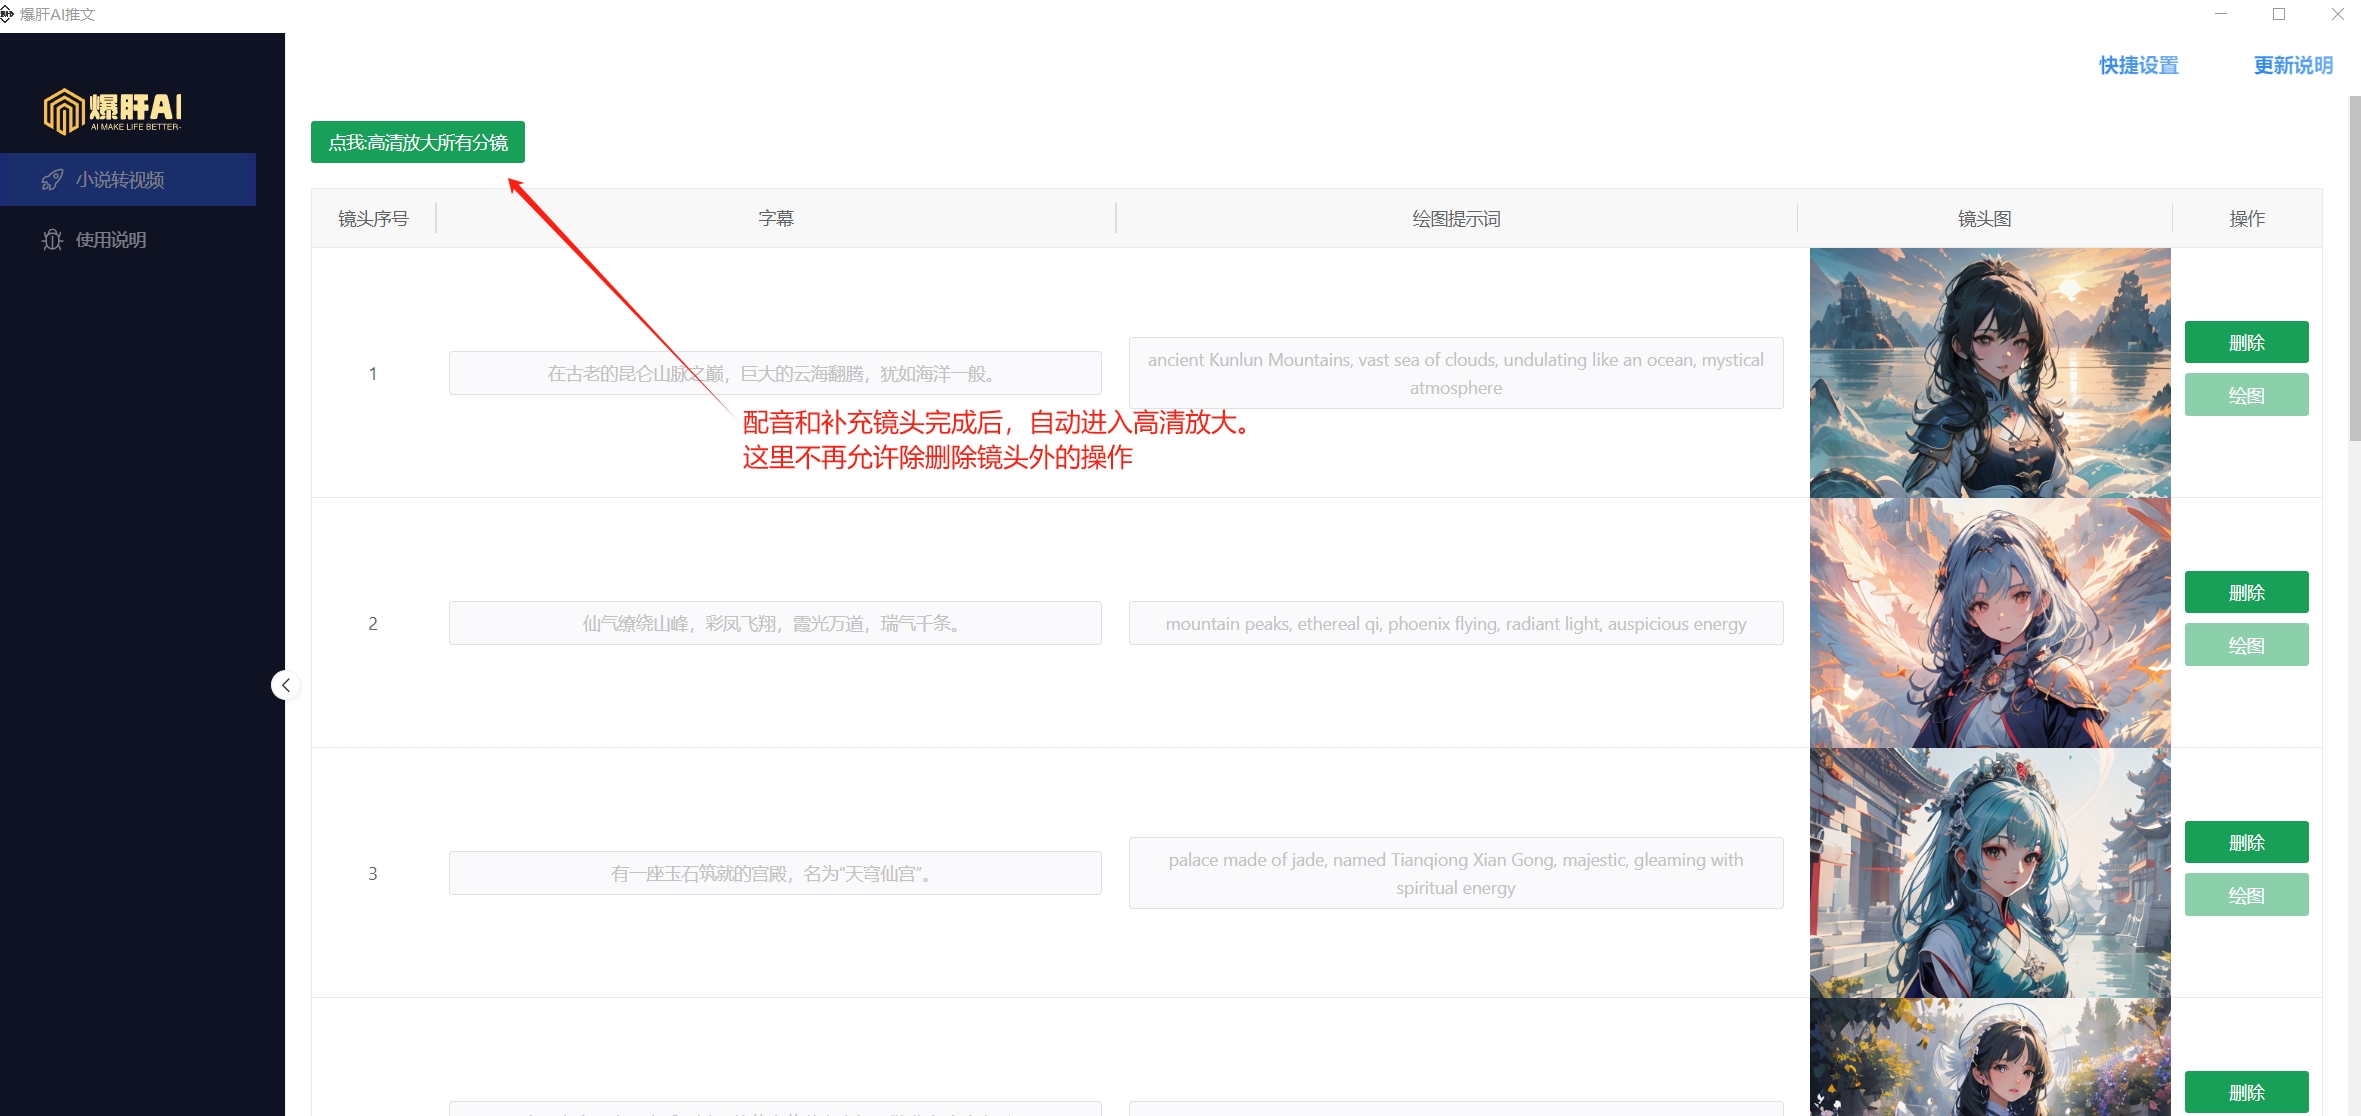 爆肝AI推文
快捷设置
更新说明
爆肝AI
AI MAKE LIFE BETTER-
小说转视频
使用说明
点我:高清放大所有分镜
镜头序号
字幕
绘图提示词
镜头图
操作
1
在古老的昆仑山脉之巅，巨大的云海翻腾，犹如海洋一般。
ancient Kunlun Mountains, vast sea of clouds, undulating like an ocean, mystical
atmosphere
删除
绘图
配音和补充镜头完成后，自动进入高清放大。
这里不再允许除删除镜头外的操作
2
仙气缭绕山峰，彩凤飞翔，霞光万道，瑞气千条。
mountain peaks, ethereal qi, phoenix flying, radiant light, auspicious energy
删除
绘图
3
有一座玉石筑就的宫殿，名为“天穹仙宫”。
palace made of jade, named Tianqiong Xian Gong, majestic, gleaming with
spiritual energy
删除
绘图
删除